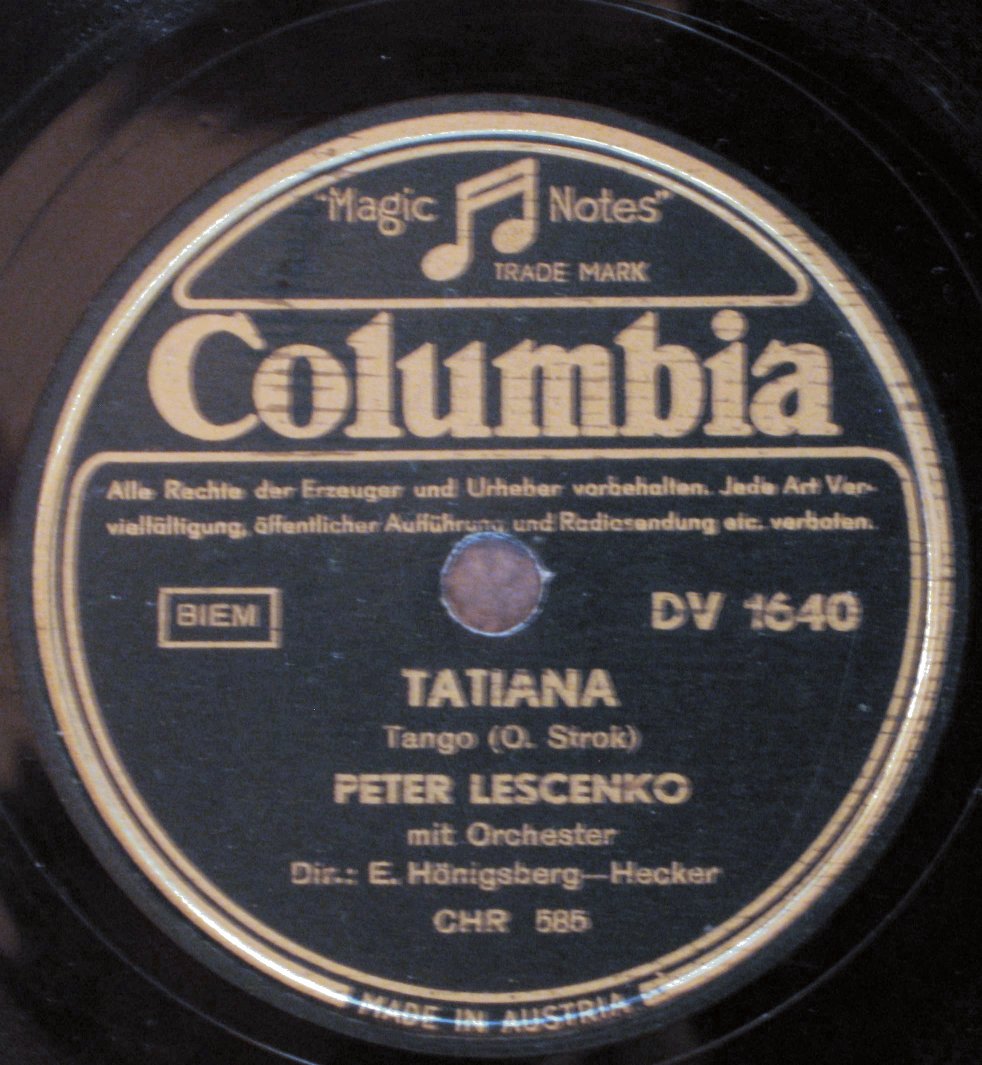 "Magic Notes"
TRADE MARK
Columbia
Alle Rechte der Erzeuger und Urheber vorbehalten. Jede Art Ver-
vielfältigung, öffentlicher Aufführung und Radiosendung etc. verboten.
BIEM
DV 1640
TATIANA
Tango (O. Strok)
PETER LESCENKO
mit Orchester
Dir.: E. Hönigsberg—Hecker
CHR 585
MADE IN AUSTRIA